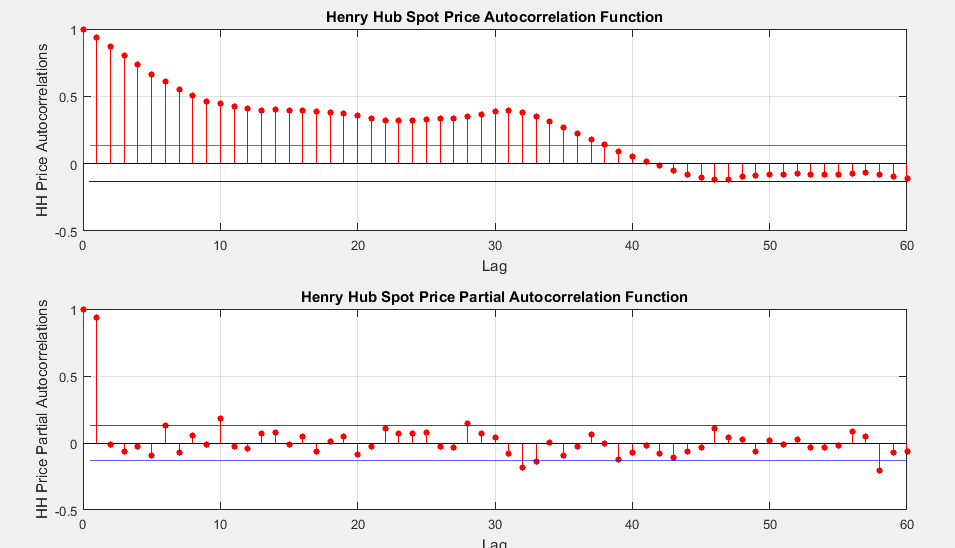 Henry Hub Spot Price Autocorrelation Function
HH Price Autocorrelations
1
0.5
0
-0.5
0 10 20 30 40 50 60
Lag
Henry Hub Spot Price Partial Autocorrelation Function
HH Price Partial Autocorrelations
1
0.5
0
-0.5
0 10 20 30 40 50 60
Lag